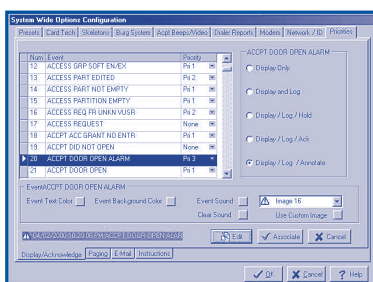 System Wide Options Configuration
Presets Card Tech Skeletons Burg System Acpt Beeps/Video Dialer Reports Modem Network / ID Priorities
Num Event Priority
12 ACCESS GRP SOFT EN/EX Pri 1
13 ACCESS PART EDITED Pri 2
14 ACCESS PART NOT EMPTY Pri 1
15 ACCESS PARTITION EMPTY Pri 1
16 ACCESS REQ FR UNKN VUSR Pri 2
17 ACCESS REQUEST None
18 ACCPT ACC GRANT NO ENTR Pri 1
19 ACCPT DID NOT OPEN None
20 ACCPT DOOR OPEN ALARM Pri 3
21 ACCPT DOOR OPEN Pri 1
ACCPT DOOR OPEN ALARM
Display Only
Display and Log
Display / Log / Hold
Display / Log / Ack
Display / Log / Annotate
EventACCPT DOOR OPEN ALARM
Event Text Color Event Background Color Event Sound Image 16
Clear Sound Use Custom Image
ACCPT DOOR OPEN ALAR
Edit Associate Cancel
Display/Acknowledge Paging E-Mail Instructions
OK Cancel Help